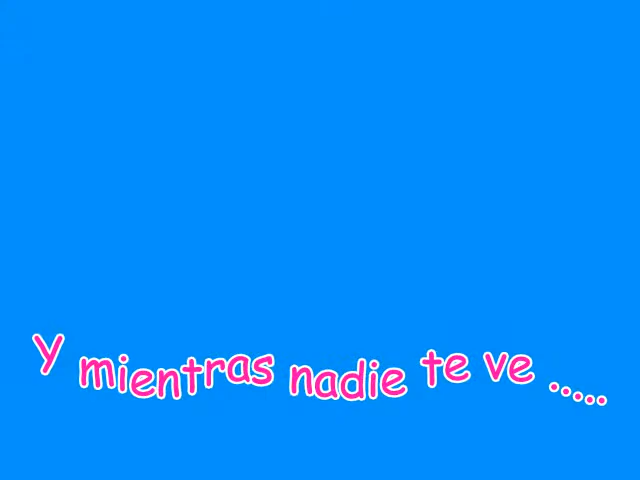 Y mientras nadie te ve .....